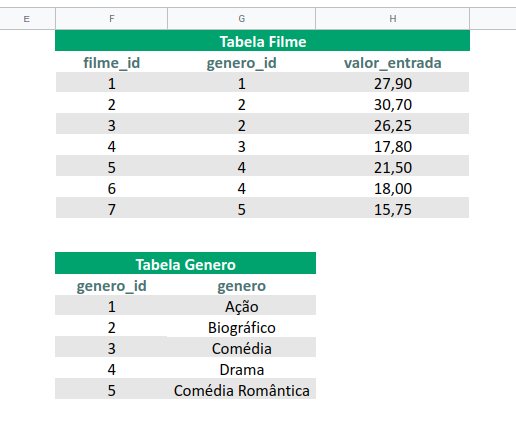 E F G H
Tabela Filme
filme_id genero_id valor_entrada
1 1 27,90
2 2 30,70
3 2 26,25
4 3 17,80
5 4 21,50
6 4 18,00
7 5 15,75
Tabela Genero
genero_id genero
1 Ação
2 Biográfico
3 Comédia
4 Drama
5 Comédia Romântica